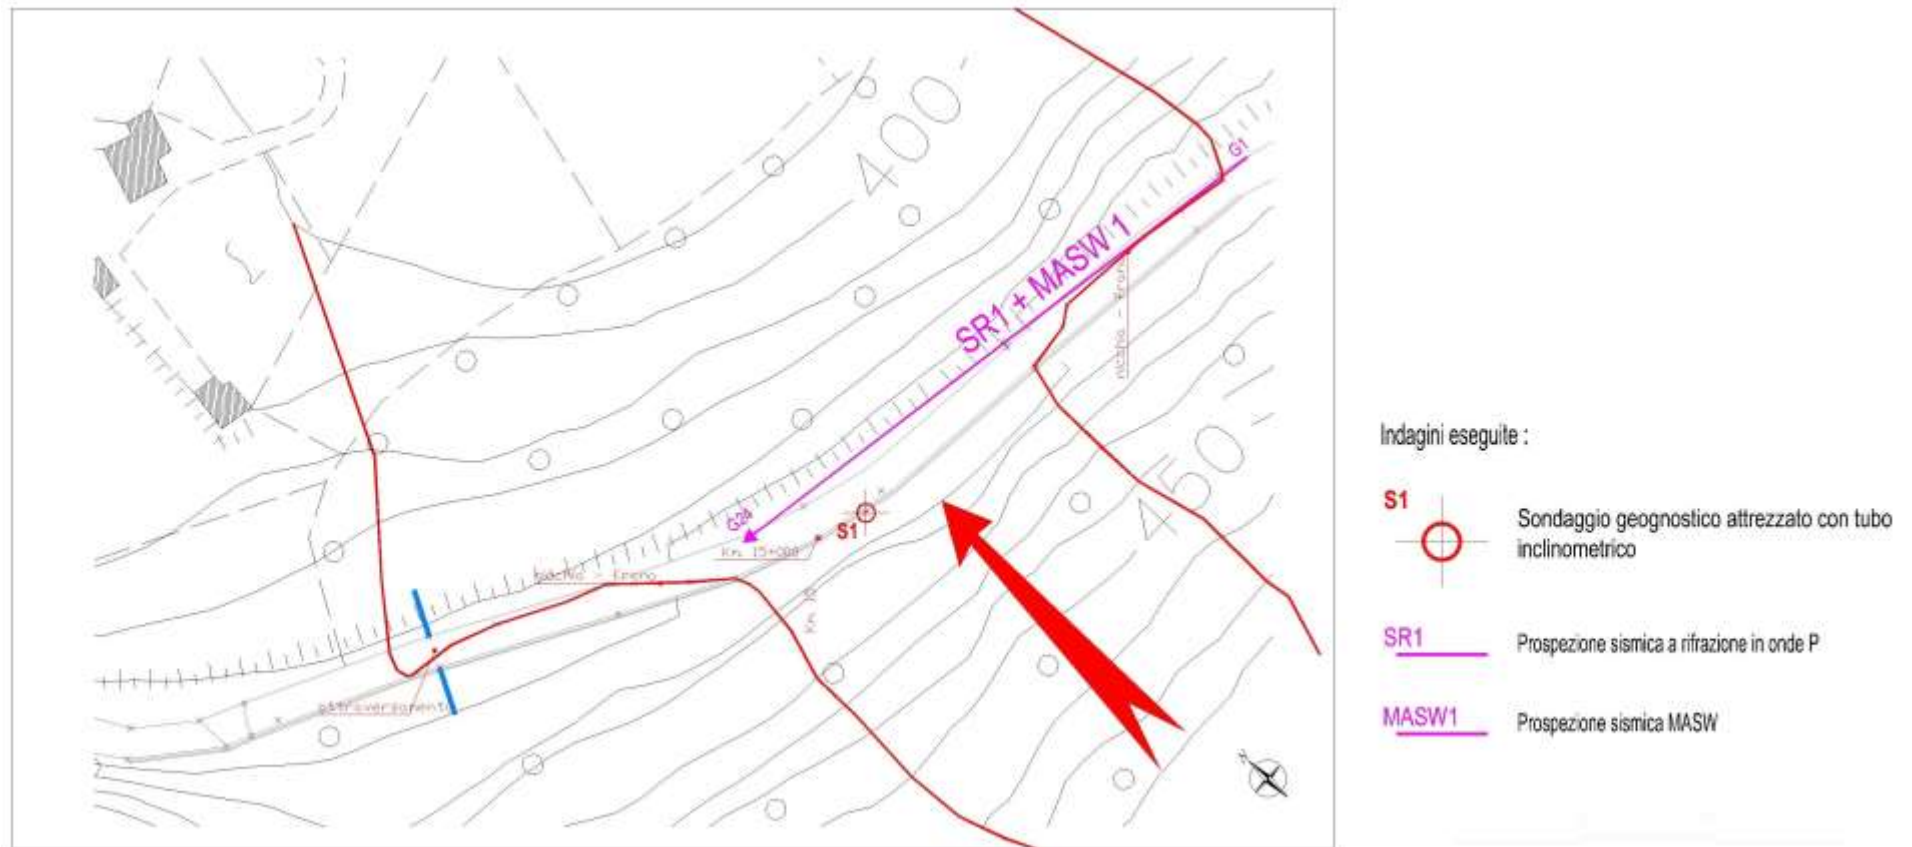 400
G1
SR1 + MASW 1
450
G24
S1
Km. 15+000
attraversamento
Indagini eseguite :
S1
Sondaggio geognostico attrezzato con tubo
inclinometrico
SR1
Prospezione sismica a rifrazione in onde P
MASW1
Prospezione sismica MASW